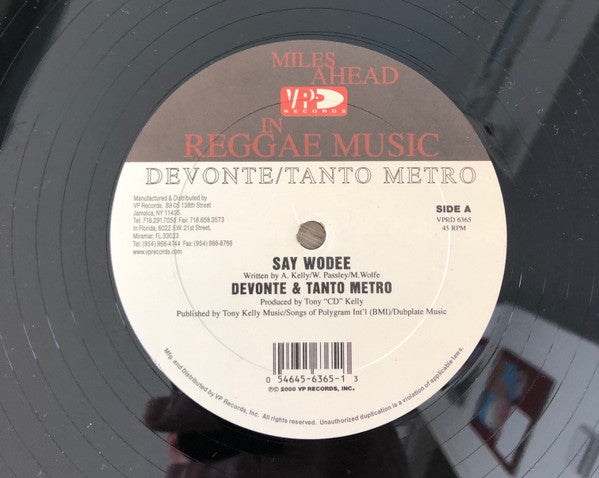 MILES
AHEAD
VP
RECORDS
IN
REGGAE MUSIC
DEVONTE/TANTO METRO
Manufactured & Distributed by
VP Records, 89-05 138th Street
Jamaica, NY 11435.
Tel: 718.291.7058 Fax: 718.658.3573
In Florida, 6022 S.W. 21st Street,
Miramar, FL 33023
Tel: (954) 966-4744 Fax: (954) 966-8766
www.vprecords.com
SIDE A
VPRD 6365
45 RPM
SAY WODEE
Written by A. Kelly/W. Passley/M.Wolfe
DEVONTE & TANTO METRO
Produced by Tony "CD" Kelly
Published by Tony Kelly Music/Songs of Polygram Int'l (BMI)/Dubplate Music
0 54645-6365-1 3
℗© 2000 VP RECORDS, INC.
Mfg. and Distributed by VP Records, Inc. All rights reserved. Unauthorized duplication is a violation of applicable laws.